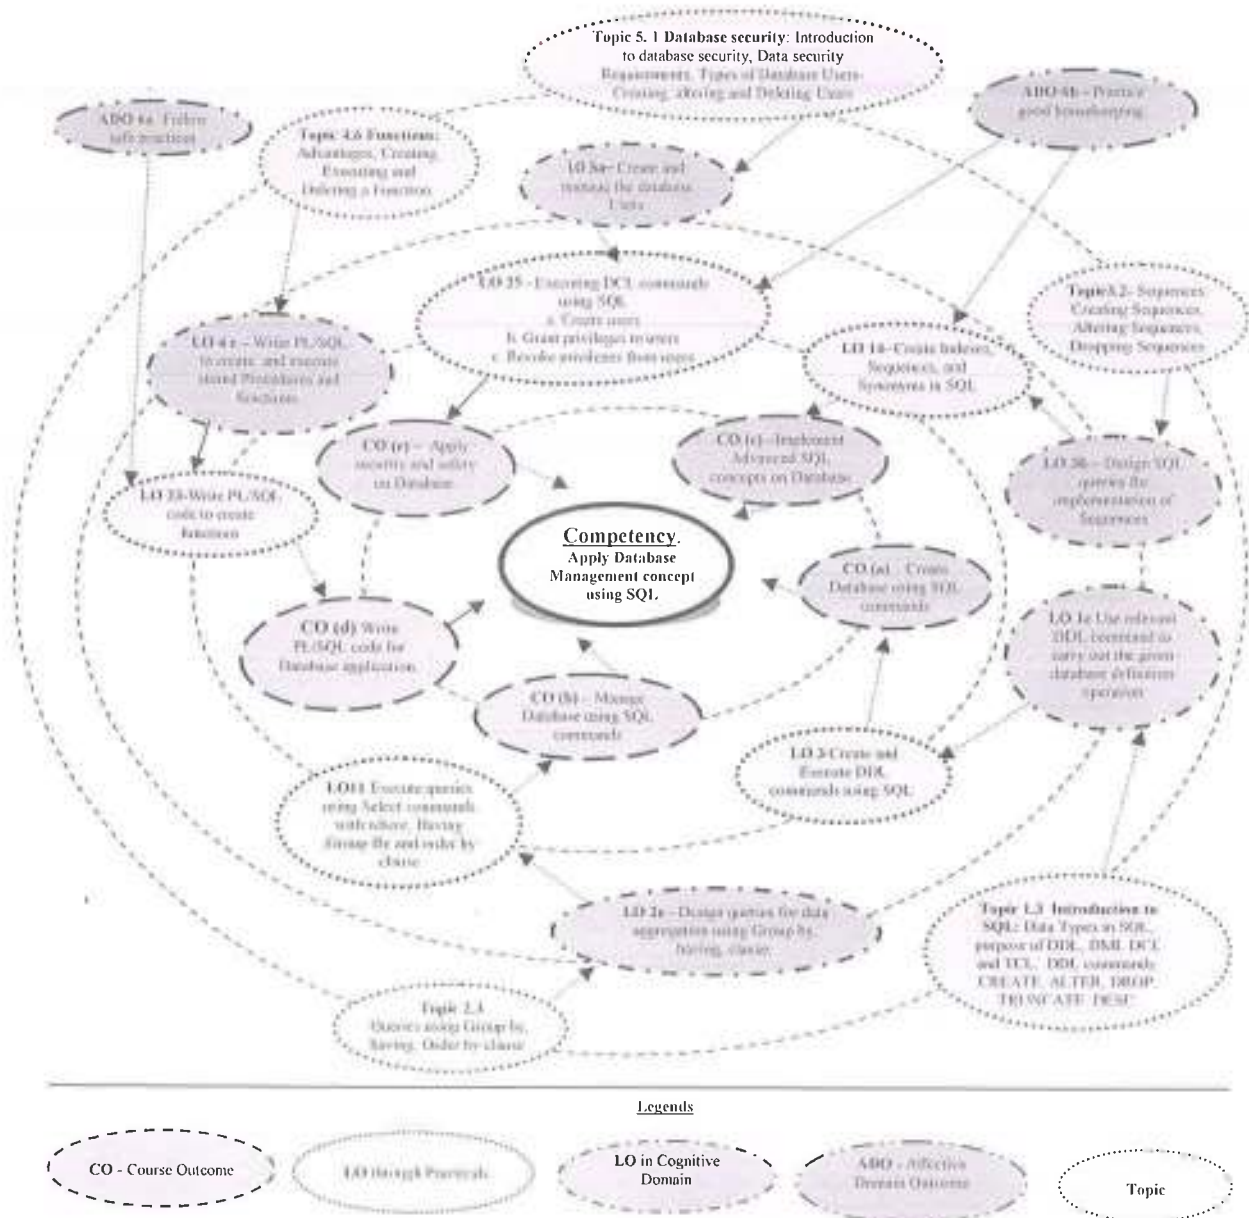 Topic 5. 1 Database security: Introduction
to database security, Data security
Requirements, Types of Database Users-
Creating, altering and Deleting Users
ADO 6a- Follow
safe practices
ADO 6b - Practice
good housekeeping
Topic 4.6 Functions:
Advantages, Creating,
Executing and
Deleting a Function
LO 5a- Create and
manage the database
Users
LO 25 - Executing DCL commands
using SQL
a. Create users
b. Grant privileges to users
c. Revoke privileges from users
Topic3.2- Sequences:
Creating Sequences,
Altering Sequences,
Dropping Sequences
LO 4 - Write PL/SQL
to create, and execute
stored Procedures and
functions
LO 14- Create Indexes,
Sequences, and
Synonyms in SQL
CO (e) - Apply
security and safety
on Database
CO (c) - Implement
Advanced SQL
concepts on Database
LO 3b - Design SQL
queries for
implementation of
Sequences
LO 23-Write PL/SQL
code to create
functions
Competency.
Apply Database
Management concept
using SQL
CO (a) - Create
Database using SQL
commands
CO (d) Write
PL/SQL code for
Database application
LO 1c Use relevant
DDL command to
carry out the given
database definition
operation
CO (b) - Manage
Database using SQL
commands
LO 3-Create and
Execute DDL
commands using SQL
LO11 Execute queries
using Select commands
with where, Having
Group By and order by
clause
LO 2c - Design queries for data
aggregation using Group by,
having, clause
Topic 1.3 Introduction to
SQL: Data Types in SQL,
purpose of DDL, DML DCL
and TCL, DDL commands
CREATE, ALTER, DROP,
TRUNCATE DESC
Topic 2.3
Queries using Group by,
having, Order by clause
Legends
CO - Course Outcome
LO through Practicals
LO in Cognitive
Domain
ADO - Affective
Domain Outcome
Topic